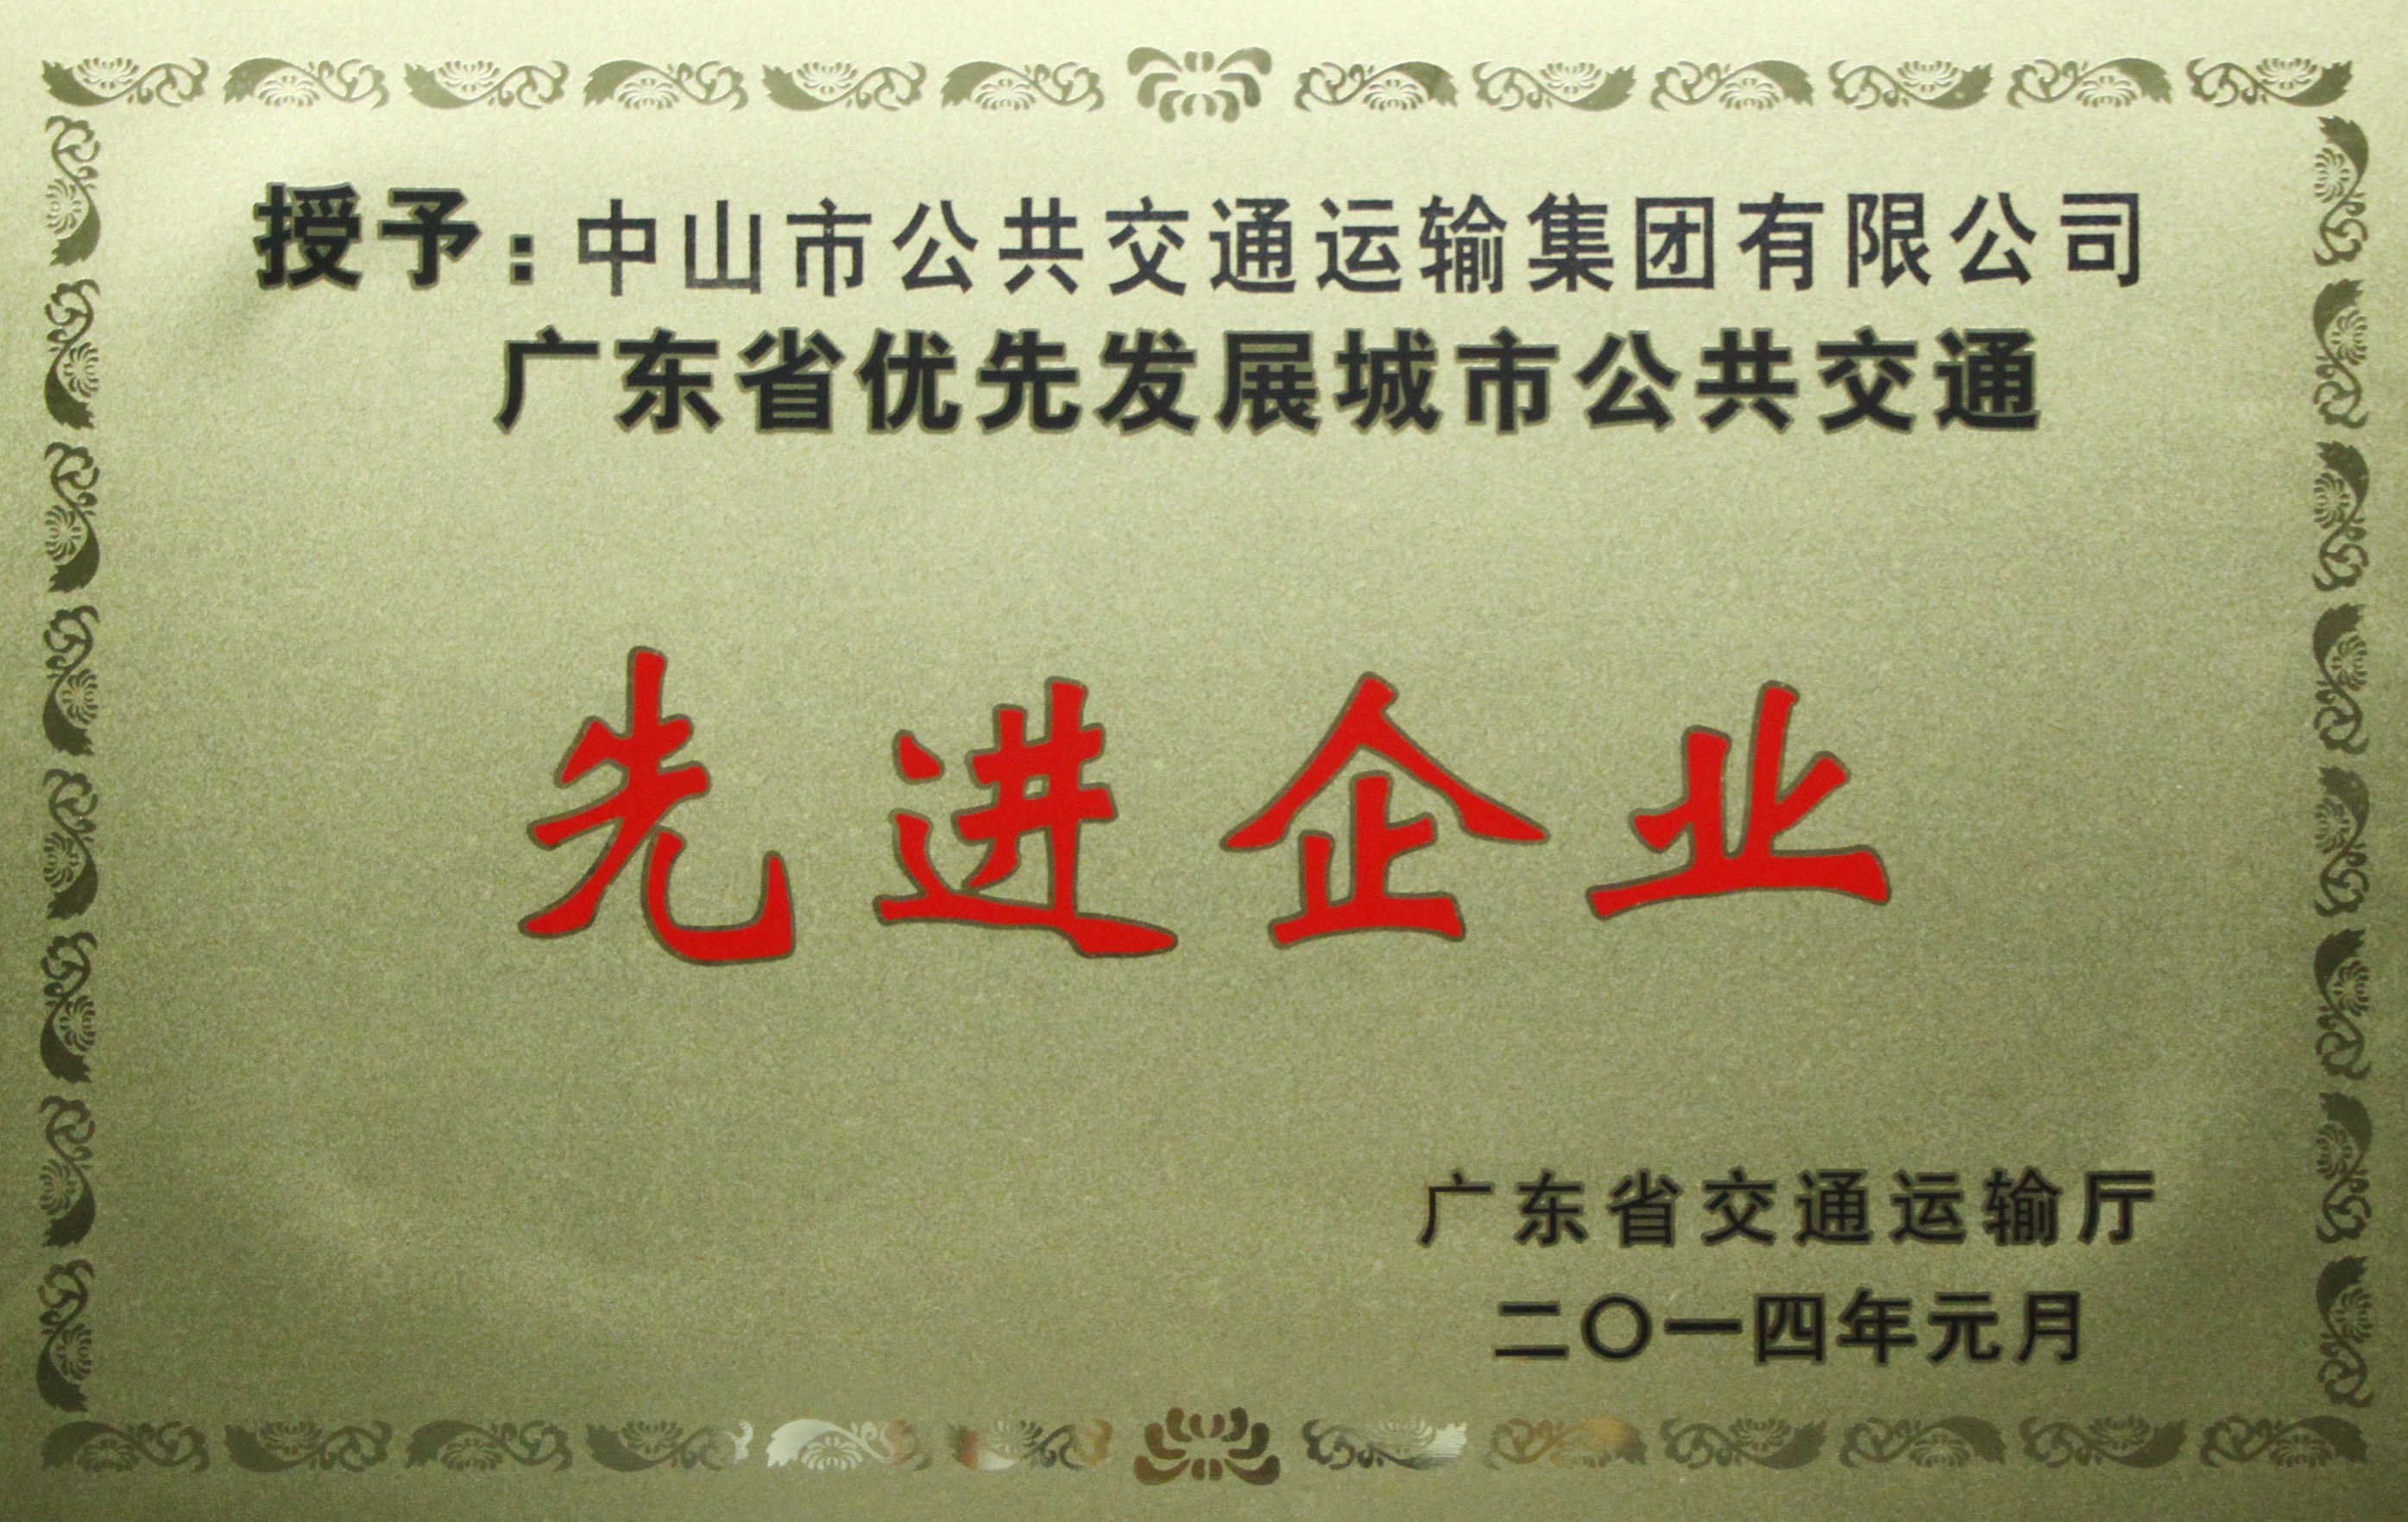 授予:中山市公共交通运输集团有限公司
广东省优先发展城市公共交通
先进企业
广东省交通运输厅
二〇一四年元月